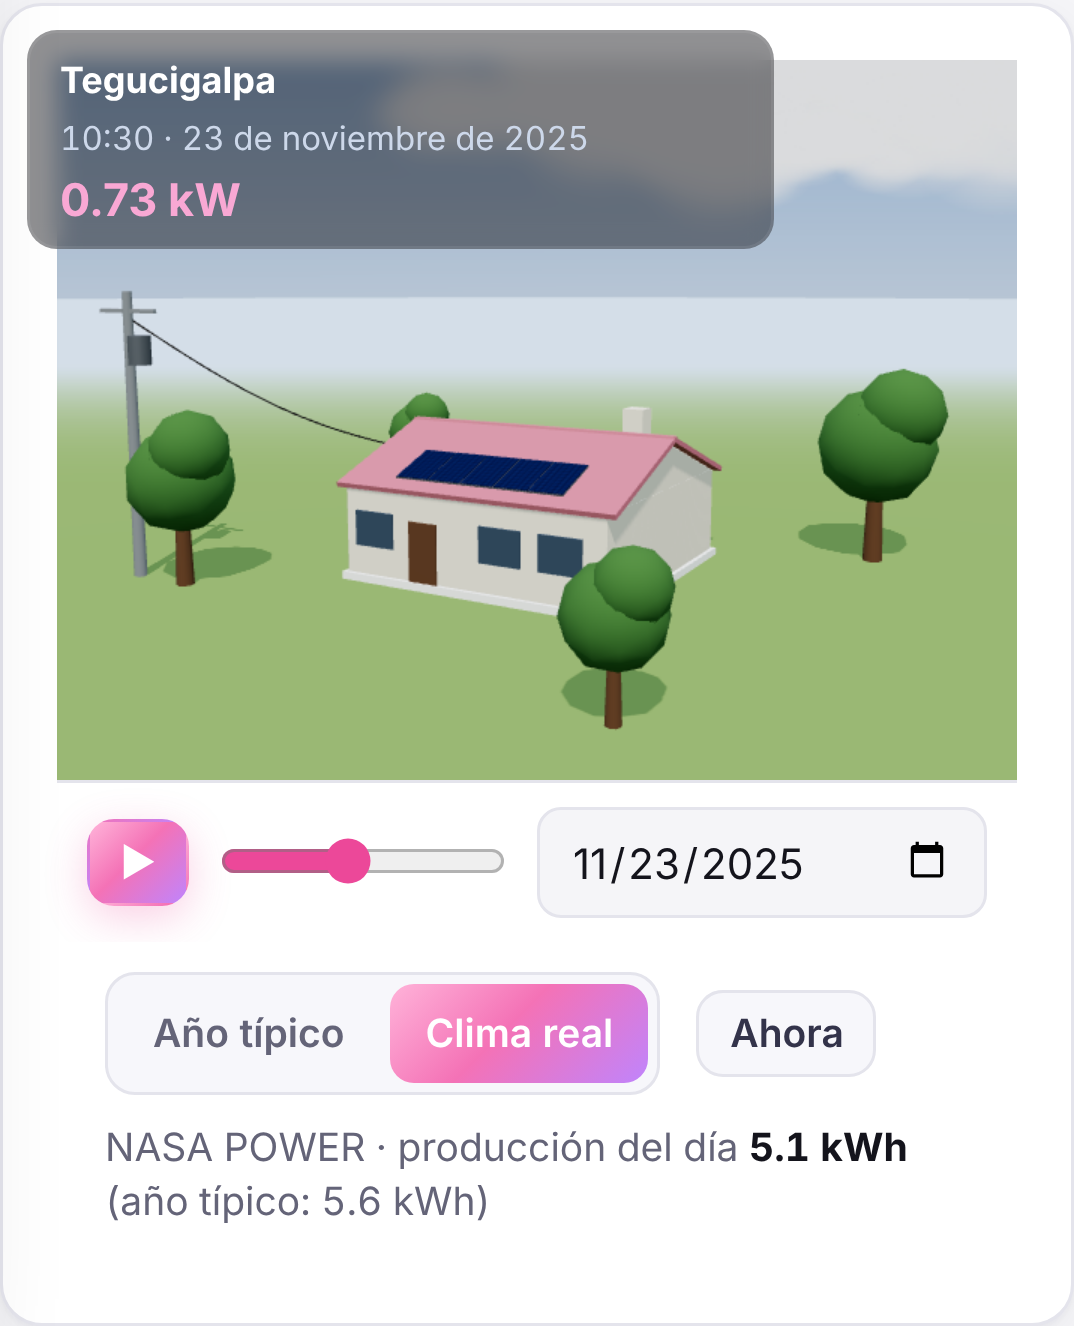 Tegucigalpa
10:30 · 23 de noviembre de 2025
0.73 kW
11/23/2025
Año típico
Clima real
Ahora
NASA POWER · producción del día 5.1 kWh
(año típico: 5.6 kWh)